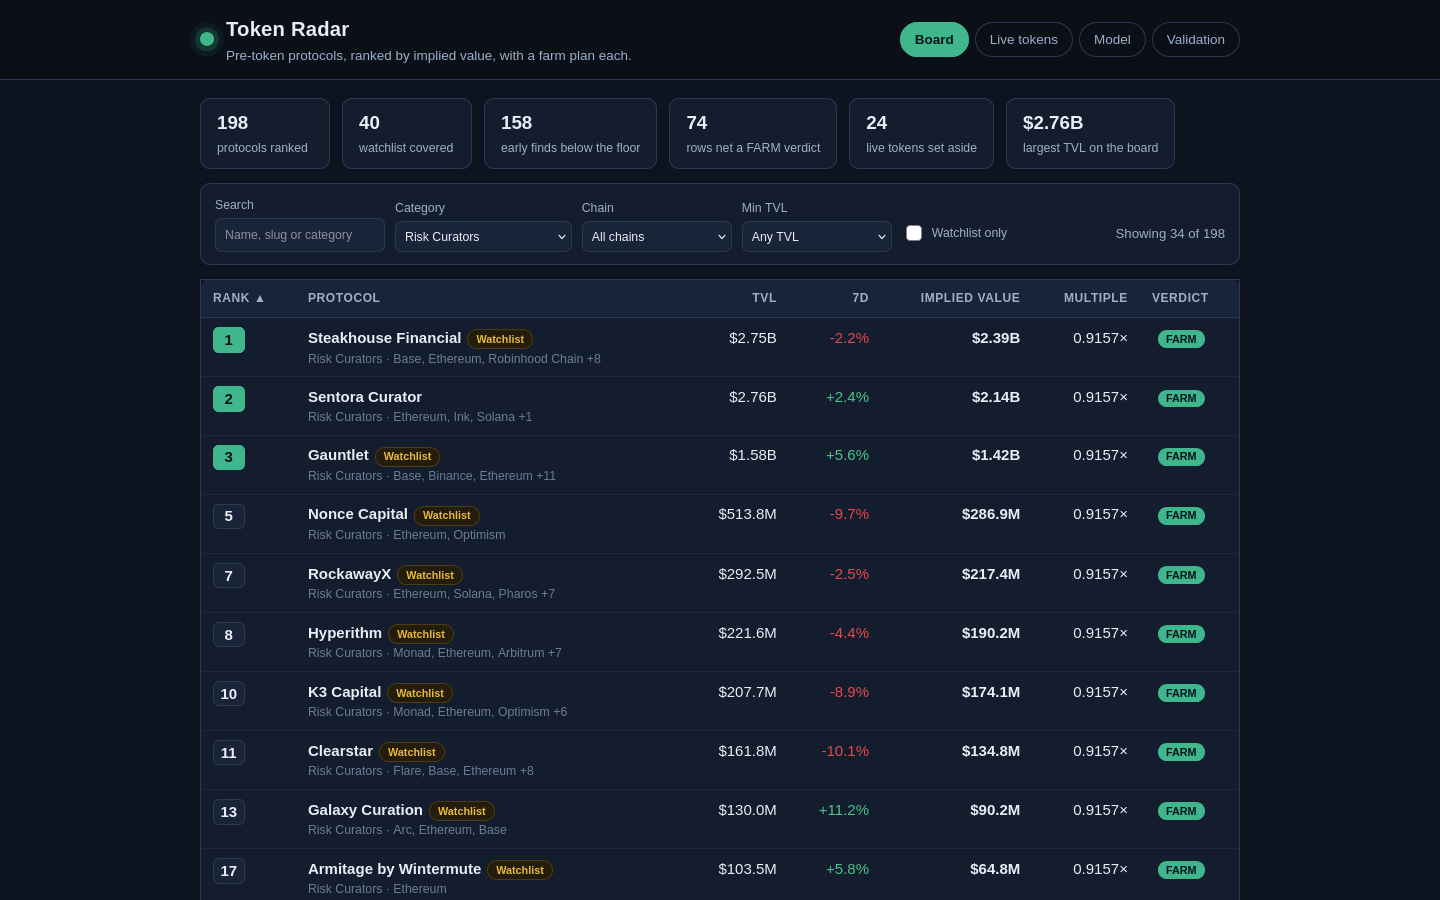 Token Radar
Pre-token protocols, ranked by implied value, with a farm plan each.
Board
Live tokens
Model
Validation
198
protocols ranked
40
watchlist covered
158
early finds below the floor
74
rows net a FARM verdict
24
live tokens set aside
$2.76B
largest TVL on the board
Search
Name, slug or category
Category
Risk Curators
Chain
All chains
Min TVL
Any TVL
Watchlist only
Showing 34 of 198
RANK ▲ PROTOCOL TVL 7D IMPLIED VALUE MULTIPLE VERDICT
1 Steakhouse Financial Watchlist $2.75B -2.2% $2.39B 0.9157× FARM
Risk Curators · Base, Ethereum, Robinhood Chain +8
2 Sentora Curator $2.76B +2.4% $2.14B 0.9157× FARM
Risk Curators · Ethereum, Ink, Solana +1
3 Gauntlet Watchlist $1.58B +5.6% $1.42B 0.9157× FARM
Risk Curators · Base, Binance, Ethereum +11
5 Nonce Capital Watchlist $513.8M -9.7% $286.9M 0.9157× FARM
Risk Curators · Ethereum, Optimism
7 RockawayX Watchlist $292.5M -2.5% $217.4M 0.9157× FARM
Risk Curators · Ethereum, Solana, Pharos +7
8 Hyperithm Watchlist $221.6M -4.4% $190.2M 0.9157× FARM
Risk Curators · Monad, Ethereum, Arbitrum +7
10 K3 Capital Watchlist $207.7M -8.9% $174.1M 0.9157× FARM
Risk Curators · Monad, Ethereum, Optimism +6
11 Clearstar Watchlist $161.8M -10.1% $134.8M 0.9157× FARM
Risk Curators · Flare, Base, Ethereum +8
13 Galaxy Curation Watchlist $130.0M +11.2% $90.2M 0.9157× FARM
Risk Curators · Arc, Ethereum, Base
17 Armitage by Wintermute Watchlist $103.5M +5.8% $64.8M 0.9157× FARM
Risk Curators · Ethereum